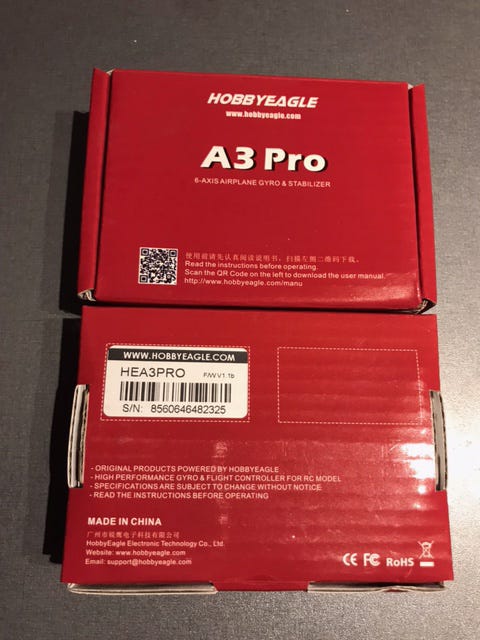 HOBBYEAGLE
www.hobbyeagle.com
A3 Pro
6-AXIS AIRPLANE GYRO & STABILIZER
使用前请先认真阅读说明书，扫描左侧二维码下载。
Read the instructions before operating.
Scan the QR Code on the left to download the user manual.
http://www.hobbyeagle.com/manu
WWW.HOBBYEAGLE.COM
HEA3PRO F/W V1.1b
S/N: 8560646482325
- ORIGINAL PRODUCTS POWERED BY HOBBYEAGLE
- HIGH PERFORMANCE GYRO & FLIGHT CONTROLLER FOR RC MODEL
- SPECIFICATIONS ARE SUBJECT TO CHANGE WITHOUT NOTICE
- READ THE INSTRUCTIONS BEFORE OPERATING
MADE IN CHINA
广州市锐鹰电子科技有限公司
HobbyEagle Electronic Technology Co., Ltd.
Website: www.hobbyeagle.com
Email: support@hobbyeagle.com
CE FC RoHS